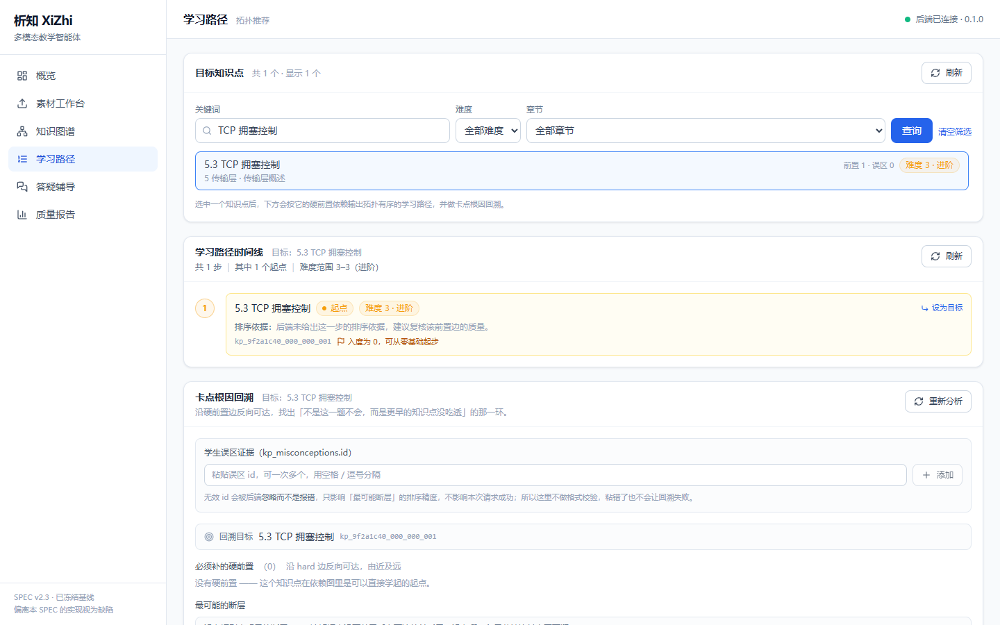 析知 XiZhi
多模态教学智能体
概览
素材工作台
知识图谱
学习路径
答疑辅导
质量报告
SPEC v2.3 · 已冻结基线
偏离本 SPEC 的实现视为缺陷
学习路径 拓扑推荐
后端已连接 · 0.1.0
目标知识点 共 1 个 · 显示 1 个
刷新
关键词 难度 章节
TCP 拥塞控制 全部难度 全部章节 查询 清空筛选
5.3 TCP 拥塞控制 前置 1 · 误区 0 难度 3 · 进阶
5 传输层 · 传输层概述
选中一个知识点后，下方会按它的硬前置依赖输出拓扑有序的学习路径，并做卡点根因回溯。
学习路径时间线 目标：5.3 TCP 拥塞控制
刷新
共 1 步 | 其中 1 个起点 | 难度范围 3–3（进阶）
1 5.3 TCP 拥塞控制 起点 难度 3 · 进阶 设为目标
排序依据：后端未给出这一步的排序依据，建议复核该前置边的质量。
kp_9f2a1c40_000_000_001 入度为 0，可从零基础起步
卡点根因回溯 目标：5.3 TCP 拥塞控制
重新分析
沿硬前置边反向可达，找出「不是这一题不会，而是更早的知识点没吃透」的那一环。
学生误区证据（kp_misconceptions.id）
粘贴误区 id，可一次多个，用空格 / 逗号分隔 添加
无效 id 会被后端忽略而不是报错，只影响「最可能断层」的排序精度，不影响本次请求成功；所以这里不做格式校验，粘错了也不会让回溯失败。
回溯目标 5.3 TCP 拥塞控制 kp_9f2a1c40_000_000_001
必须补的硬前置 （0） 沿 hard 边反向可达，由近及远
没有硬前置 —— 这个知识点在依赖图里是可以直接学起的起点。
最可能的断层